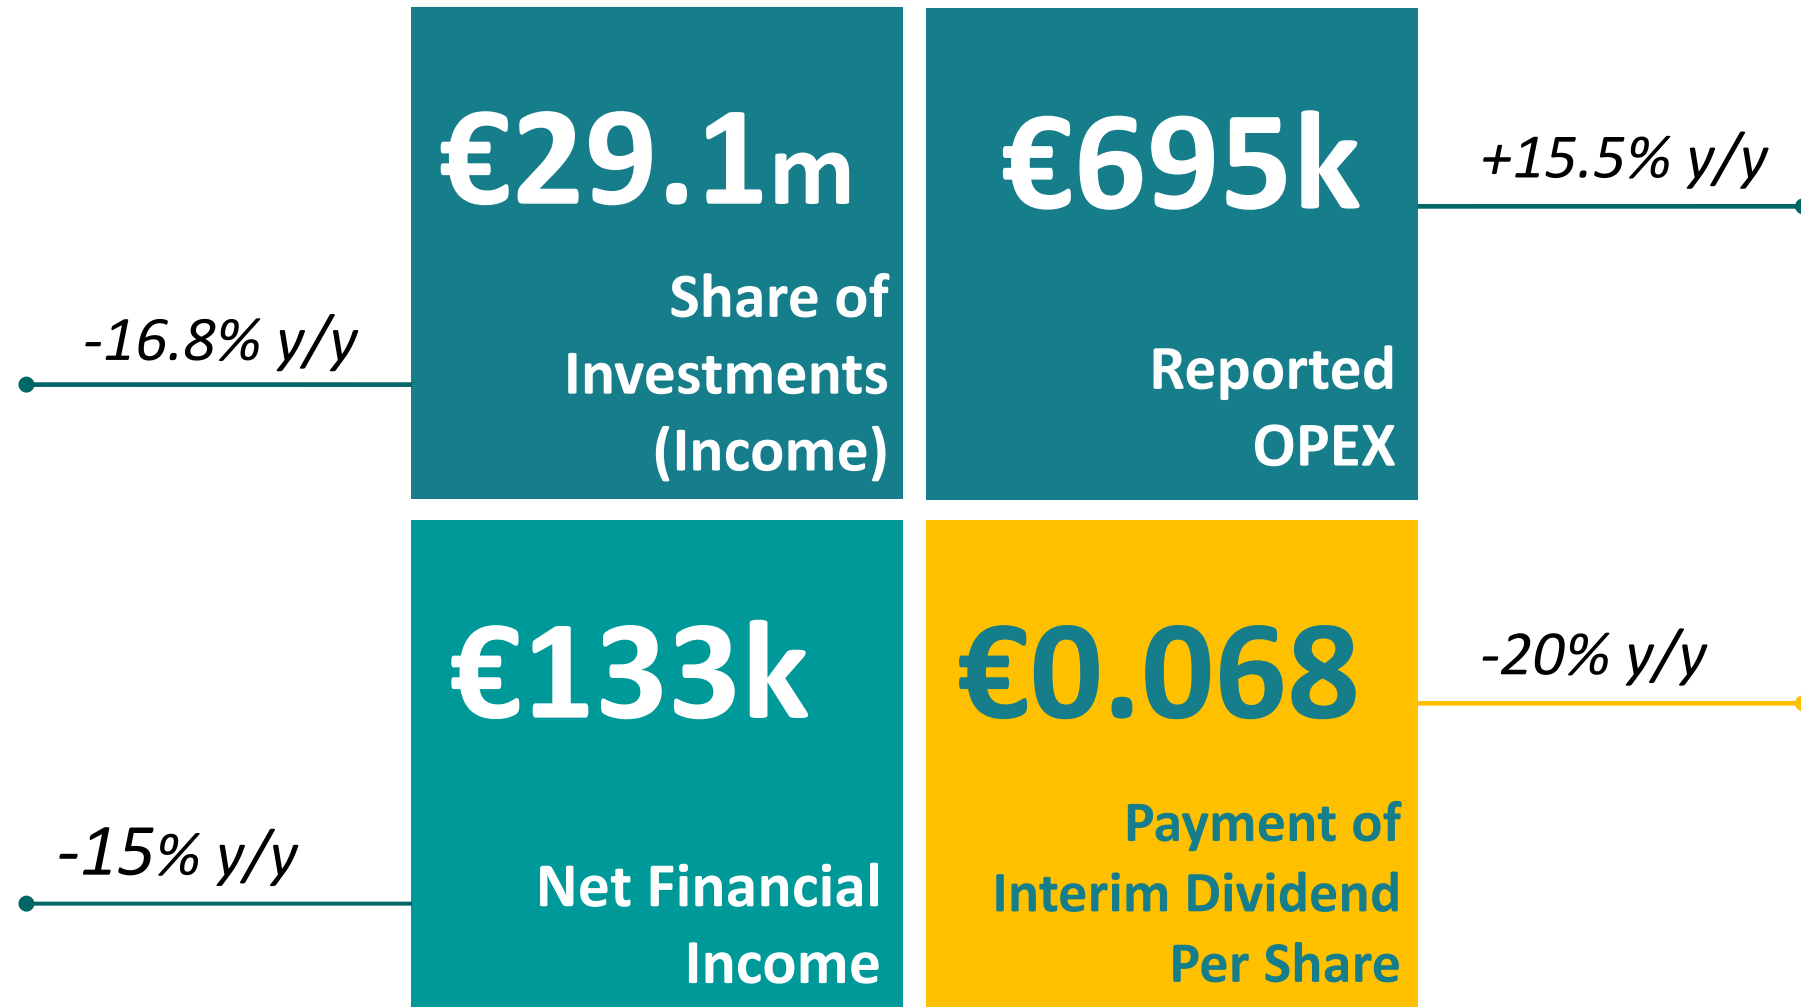 €29.1m
Share of
Investments
(Income)
-16.8% y/y
€695k
Reported
OPEX
+15.5% y/y
€133k
Net Financial
Income
-15% y/y
€0.068
Payment of
Interim Dividend
Per Share
-20% y/y